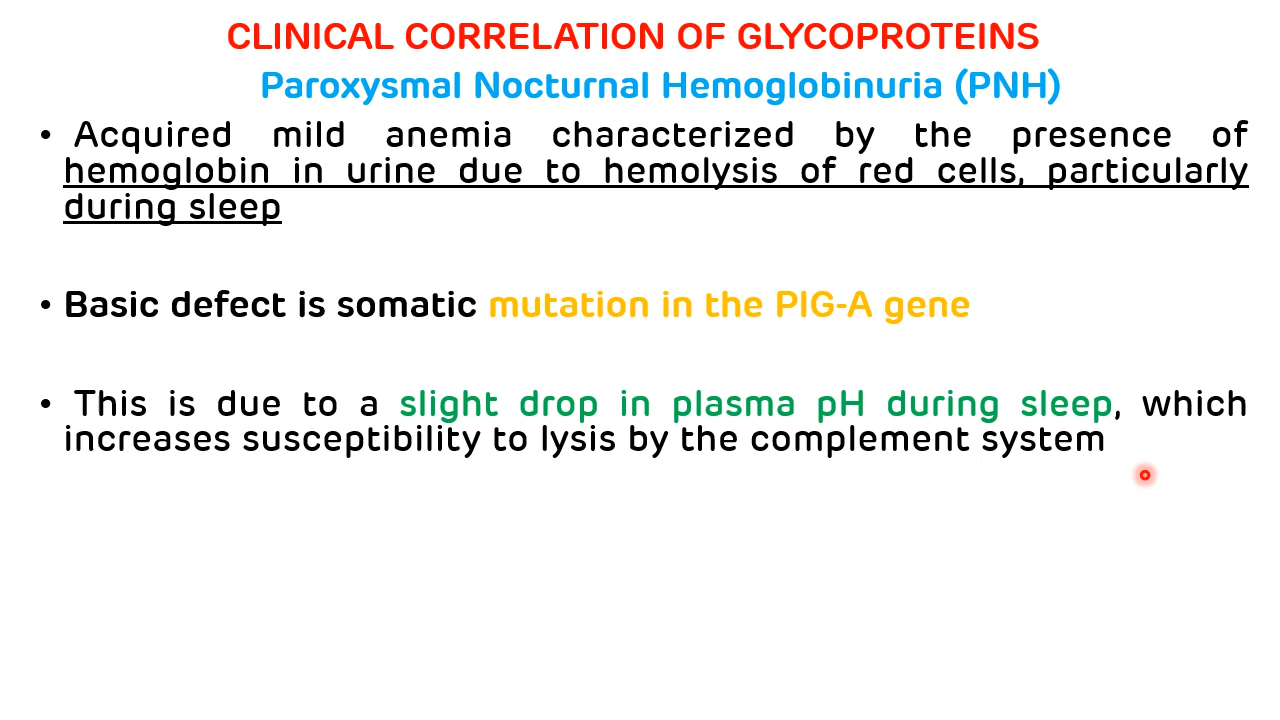 CLINICAL CORRELATION OF GLYCOPROTEINS
Paroxysmal Nocturnal Hemoglobinuria (PNH)
• Acquired mild anemia characterized by the presence of
hemoglobin in urine due to hemolysis of red cells, particularly
during sleep
• Basic defect is somatic mutation in the PIG-A gene
• This is due to a slight drop in plasma pH during sleep, which
increases susceptibility to lysis by the complement system